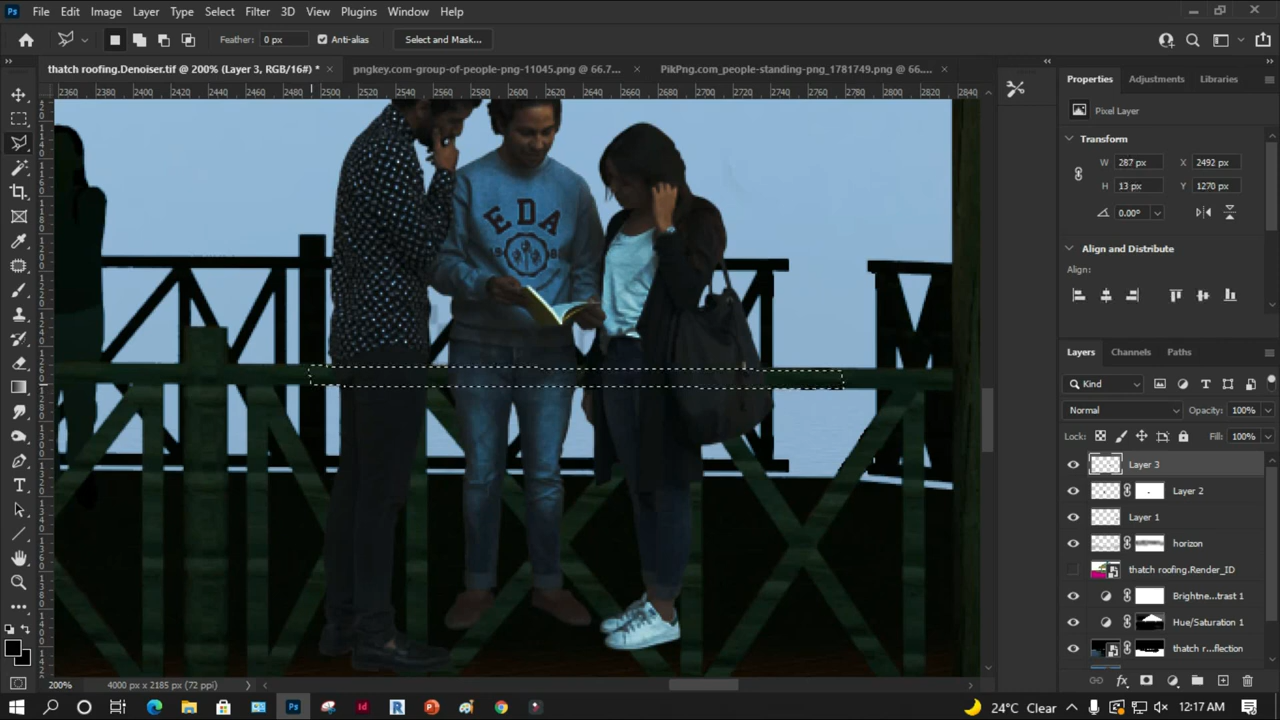 Ps File Edit Image Layer Type Select Filter 3D View Plugins Window Help
Feather: 0 px Anti-alias Select and Mask...
thatch roofing.Denoiser.tif @ 200% (Layer 3, RGB/16#) * × pngkey.com-group-of-people-png-11045.png @ 66.7... × PikPng.com_people-standing-png_1781749.png @ 66.... ×
2360 2400 2420 2440 2460 2480 2500 2520 2540 2560 2580 2600 2620 2640 2660 2680 2700 2720 2740 2760 2780 2800 2820 2840
EDA
Properties Adjustments Libraries
Pixel Layer
Transform
W 287 px X 2492 px
H 13 px Y 1270 px
0.00°
Align and Distribute
Align:
Layers Channels Paths
Kind
Normal Opacity: 100%
Lock: Fill: 100%
Layer 3
Layer 2
Layer 1
horizon
thatch roofing.Render_ID
Brightne...trast 1
Hue/Saturation 1
thatch r...flection
200% 4000 px x 2185 px (72 ppi)
24°C Clear 12:17 AM